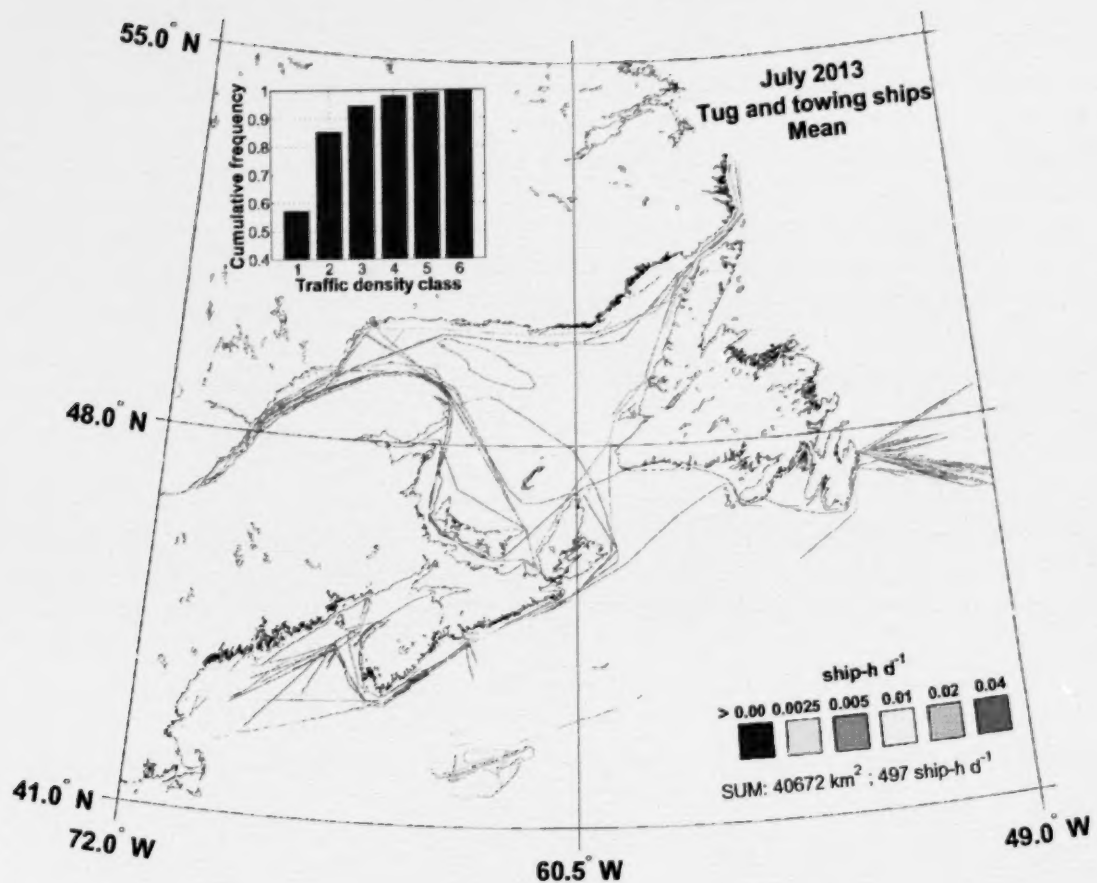 55.0° N
July 2013
Tug and towing ships
Mean
Cumulative frequency
1
0.9
0.8
0.7
0.6
0.5
0.4
1 2 3 4 5 6
Traffic density class
48.0° N
ship-h d⁻¹
> 0.00 0.0025 0.005 0.01 0.02 0.04
SUM: 40672 km² ; 497 ship-h d⁻¹
41.0° N
72.0° W
60.5° W
49.0° W